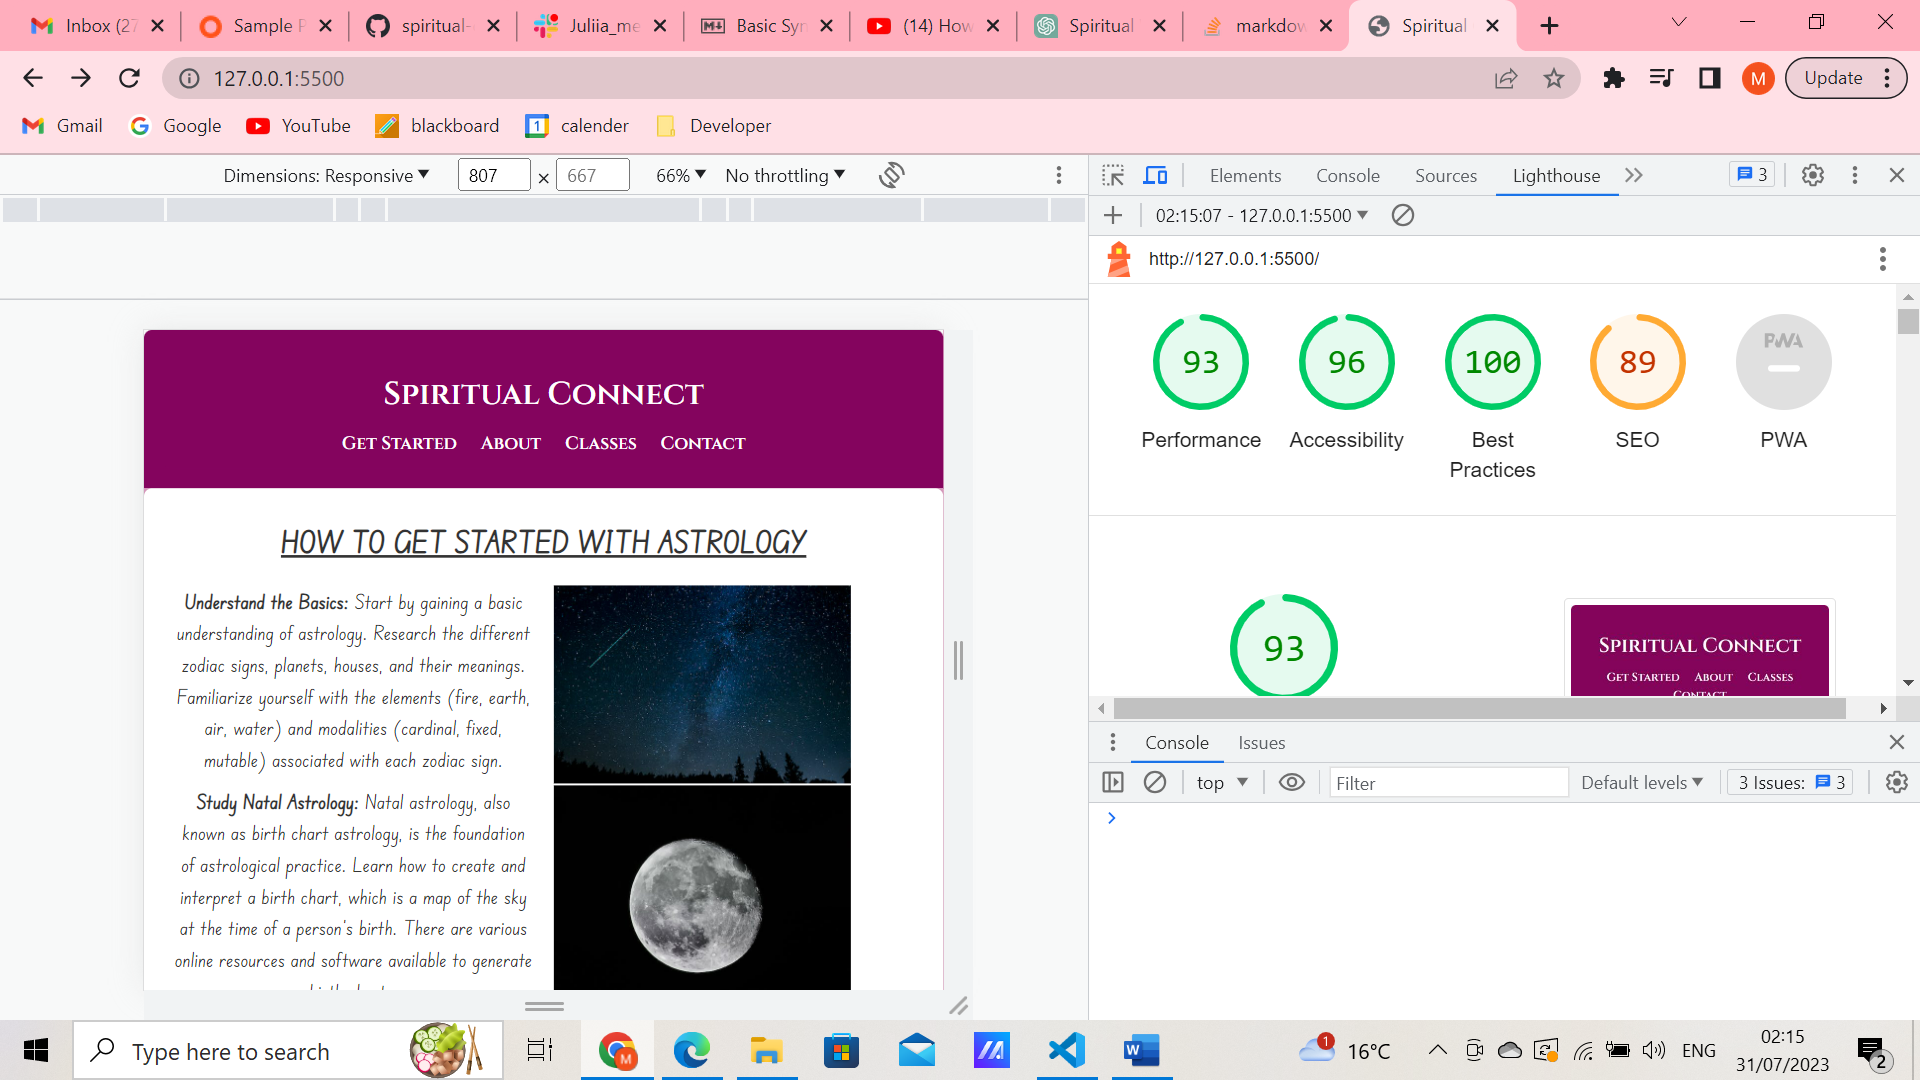 Inbox (27
Sample P
spiritual-
Juliia_me
Basic Syn
(14) How
Spiritual
markdow
Spiritual
127.0.0.1:5500
M
Update
Gmail
Google
YouTube
blackboard
1
calender
Developer
Dimensions: Responsive
807
×
667
66%
No throttling
Elements
Console
Sources
Lighthouse
3
02:15:07 - 127.0.0.1:5500
http://127.0.0.1:5500/
93
96
100
89
PWA
Performance
Accessibility
Best
Practices
SEO
PWA
93
Spiritual Connect
Get Started About Classes
Contact
Spiritual Connect
Get Started About Classes Contact
HOW TO GET STARTED WITH ASTROLOGY
Understand the Basics: Start by gaining a basic
understanding of astrology. Research the different
zodiac signs, planets, houses, and their meanings.
Familiarize yourself with the elements (fire, earth,
air, water) and modalities (cardinal, fixed,
mutable) associated with each zodiac sign.
Study Natal Astrology: Natal astrology, also
known as birth chart astrology, is the foundation
of astrological practice. Learn how to create and
interpret a birth chart, which is a map of the sky
at the time of a person's birth. There are various
online resources and software available to generate
Console
Issues
top
Filter
Default levels
3 Issues:
3
Type here to search
M
W
1
16°C
ENG
02:15
31/07/2023
2